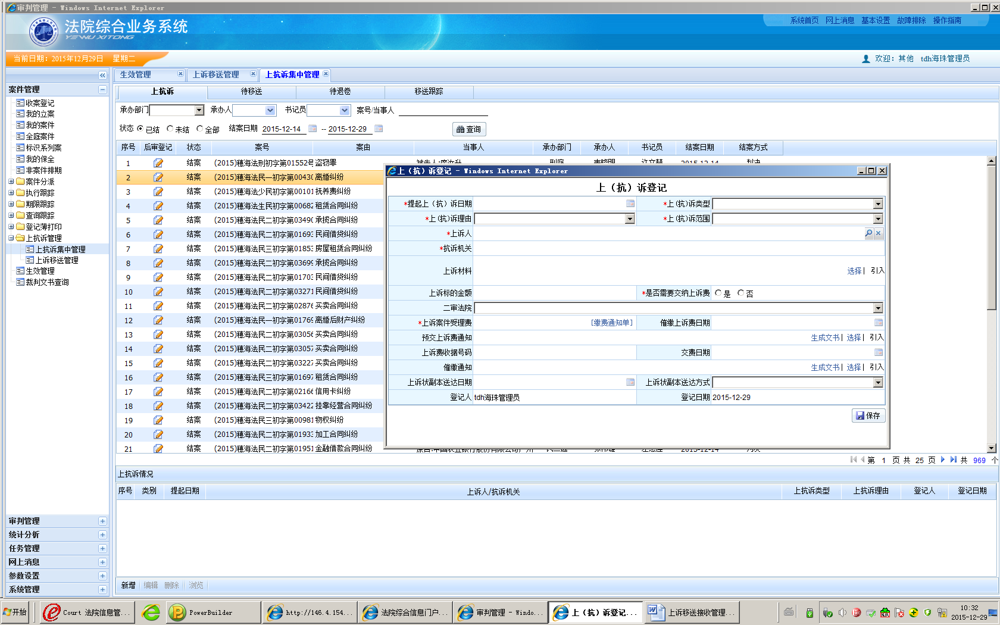 审判管理 - Windows Internet Explorer
法院综合业务系统
YEWU XITONG
系统首页 网上消息 基本设置 故障排除 操作指南
当前日期：2015年12月29日 星期二
欢迎：其他 tdh海珠管理员
生效管理 上诉移送管理 上抗诉集中管理
案件管理
收案登记
我的立案
我的案件
全庭案件
标识系列案
我的保全
非案件排期
案件分派
执行跟踪
期限跟踪
查询跟踪
登记薄打印
上抗诉管理
上抗诉集中管理
上诉移送管理
生效管理
裁判文书查询
审判管理
统计分析
任务管理
网上消息
参数设置
系统管理
上抗诉 待移送 待退卷 移送跟踪
承办部门 承办人 书记员 案号/当事人
状态 已结 未结 全部 结案日期 2015-12-14 -- 2015-12-29 查询
序号 后审登记 状态 案号 案由 当事人 承办部门 承办人 书记员 结案日期 结案方式
1 结案 (2015)穗海法刑初字第01552号 盗窃罪
2 结案 (2015)穗海法民一初字第0043 离婚纠纷
3 结案 (2015)穗海法少民初字第00101 抚养费纠纷
4 结案 (2015)穗海法生民初字第00682 租赁合同纠纷
5 结案 (2015)穗海法民二初字第03490 承揽合同纠纷
6 结案 (2015)穗海法民二初字第01693 民间借贷纠纷
7 结案 (2015)穗海法民三初字第01853 房屋租赁合同纠纷
8 结案 (2015)穗海法民二初字第03699 承揽合同纠纷
9 结案 (2015)穗海法民二初字第01703 民间借贷纠纷
10 结案 (2015)穗海法民二初字第03271 民间借贷纠纷
11 结案 (2015)穗海法民二初字第02876 买卖合同纠纷
12 结案 (2015)穗海法民一初字第01769 离婚后财产纠纷
13 结案 (2015)穗海法民二初字第03056 买卖合同纠纷
14 结案 (2015)穗海法民二初字第03057 买卖合同纠纷
15 结案 (2015)穗海法民二初字第03227 买卖合同纠纷
16 结案 (2015)穗海法民三初字第01697 租赁合同纠纷
17 结案 (2015)穗海法民二初字第02166 信用卡纠纷
18 结案 (2015)穗海法民二初字第03422 挂靠经营合同纠纷
19 结案 (2015)穗海法民三初字第00981 物权纠纷
20 结案 (2015)穗海法民二初字第01933 加工合同纠纷
21 结案 (2015)穗海法民二初字第01951 金融借款合同纠纷
上（抗）诉登记 - Windows Internet Explorer
上（抗）诉登记
*提起上（抗）诉日期 *上(抗)诉类型
*上(抗)诉理由 *上(抗)诉范围
*上诉人
*抗诉机关
上诉材料 选择| 引入
上诉标的金额 *是否需要交纳上诉费 是 否
二审法院
*上诉案件受理费 [缴费通知单] 催缴上诉费日期
预交上诉费通知 生成文书| 选择| 引入
上诉费收据号码 交费日期
催缴通知 生成文书| 选择| 引入
上诉状副本送达日期 上诉状副本送达方式
登记人 tdh海珠管理员 登记日期 2015-12-29
保存
第 1 页 共 25 页 共 969 个
上抗诉情况
序号 类别 提起日期 上诉人/抗诉机关 上抗诉类型 上抗诉理由 登记人 登记日期
新增 编辑 删除 浏览
开始 Court 法院信息管... PowerBuilder http://146.4.154... 法院综合信息门户... 审判管理 - Windo... 上（抗）诉登记... 上诉移送接收管理... 10:32
2015-12-29